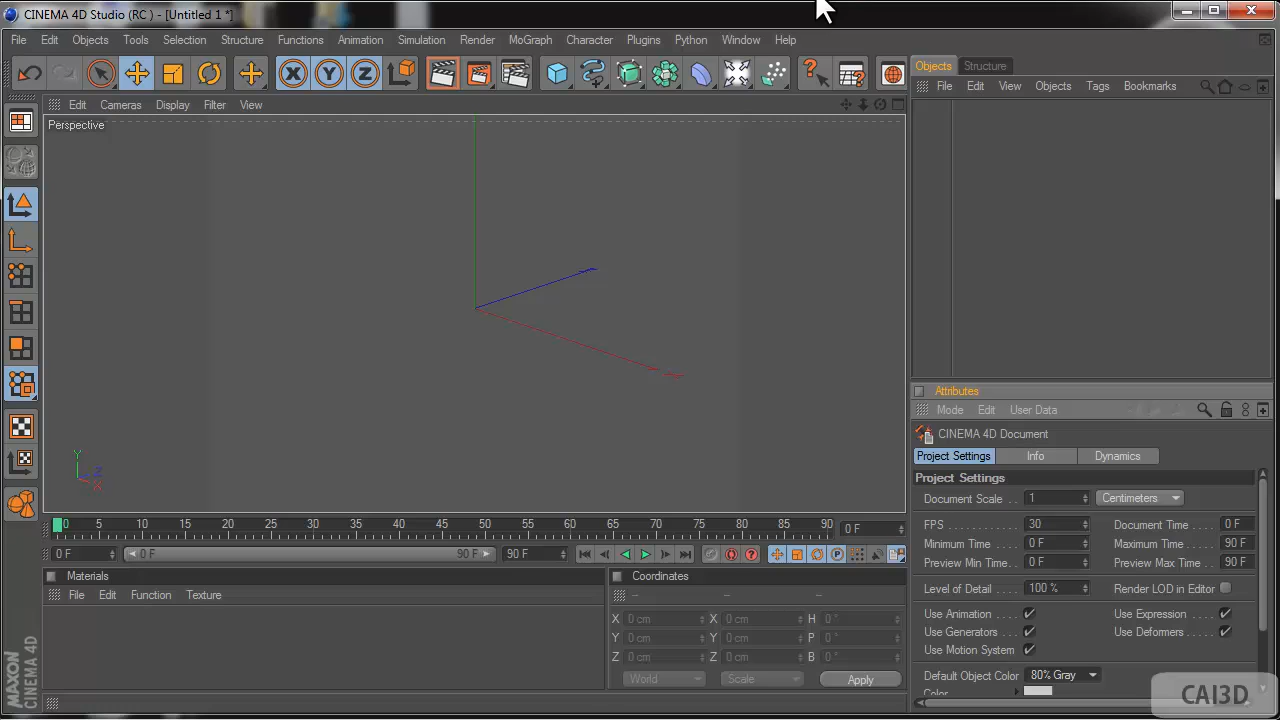 CINEMA 4D Studio (RC ) - [Untitled 1 *]
File Edit Objects Tools Selection Structure Functions Animation Simulation Render MoGraph Character Plugins Python Window Help
X Y Z
Objects Structure
File Edit View Objects Tags Bookmarks
Edit Cameras Display Filter View
Perspective
Y
Z
X
Attributes
Mode Edit User Data
CINEMA 4D Document
Project Settings Info Dynamics
Project Settings
Document Scale . . 1 Centimeters
FPS . . . . . . . . . . . 30 Document Time . . . . 0 F
Minimum Time . . . 0 F Maximum Time . . . . 90 F
Preview Min Time . . 0 F Preview Max Time . . 90 F
Level of Detail . . . . 100 % Render LOD in Editor
Use Animation . . . Use Expression . . . .
Use Generators . . Use Deformers. . . . .
Use Motion System
Default Object Color 80% Gray
Color
0 5 10 15 20 25 30 35 40 45 50 55 60 65 70 75 80 85 90 0 F
0 F 0 F 90 F 90 F
Materials
File Edit Function Texture
Coordinates
-- -- --
X 0 cm X 0 cm H 0 °
Y 0 cm Y 0 cm P 0 °
Z 0 cm Z 0 cm B 0 °
World Scale Apply
MAXON
CINEMA 4D
CAI3D